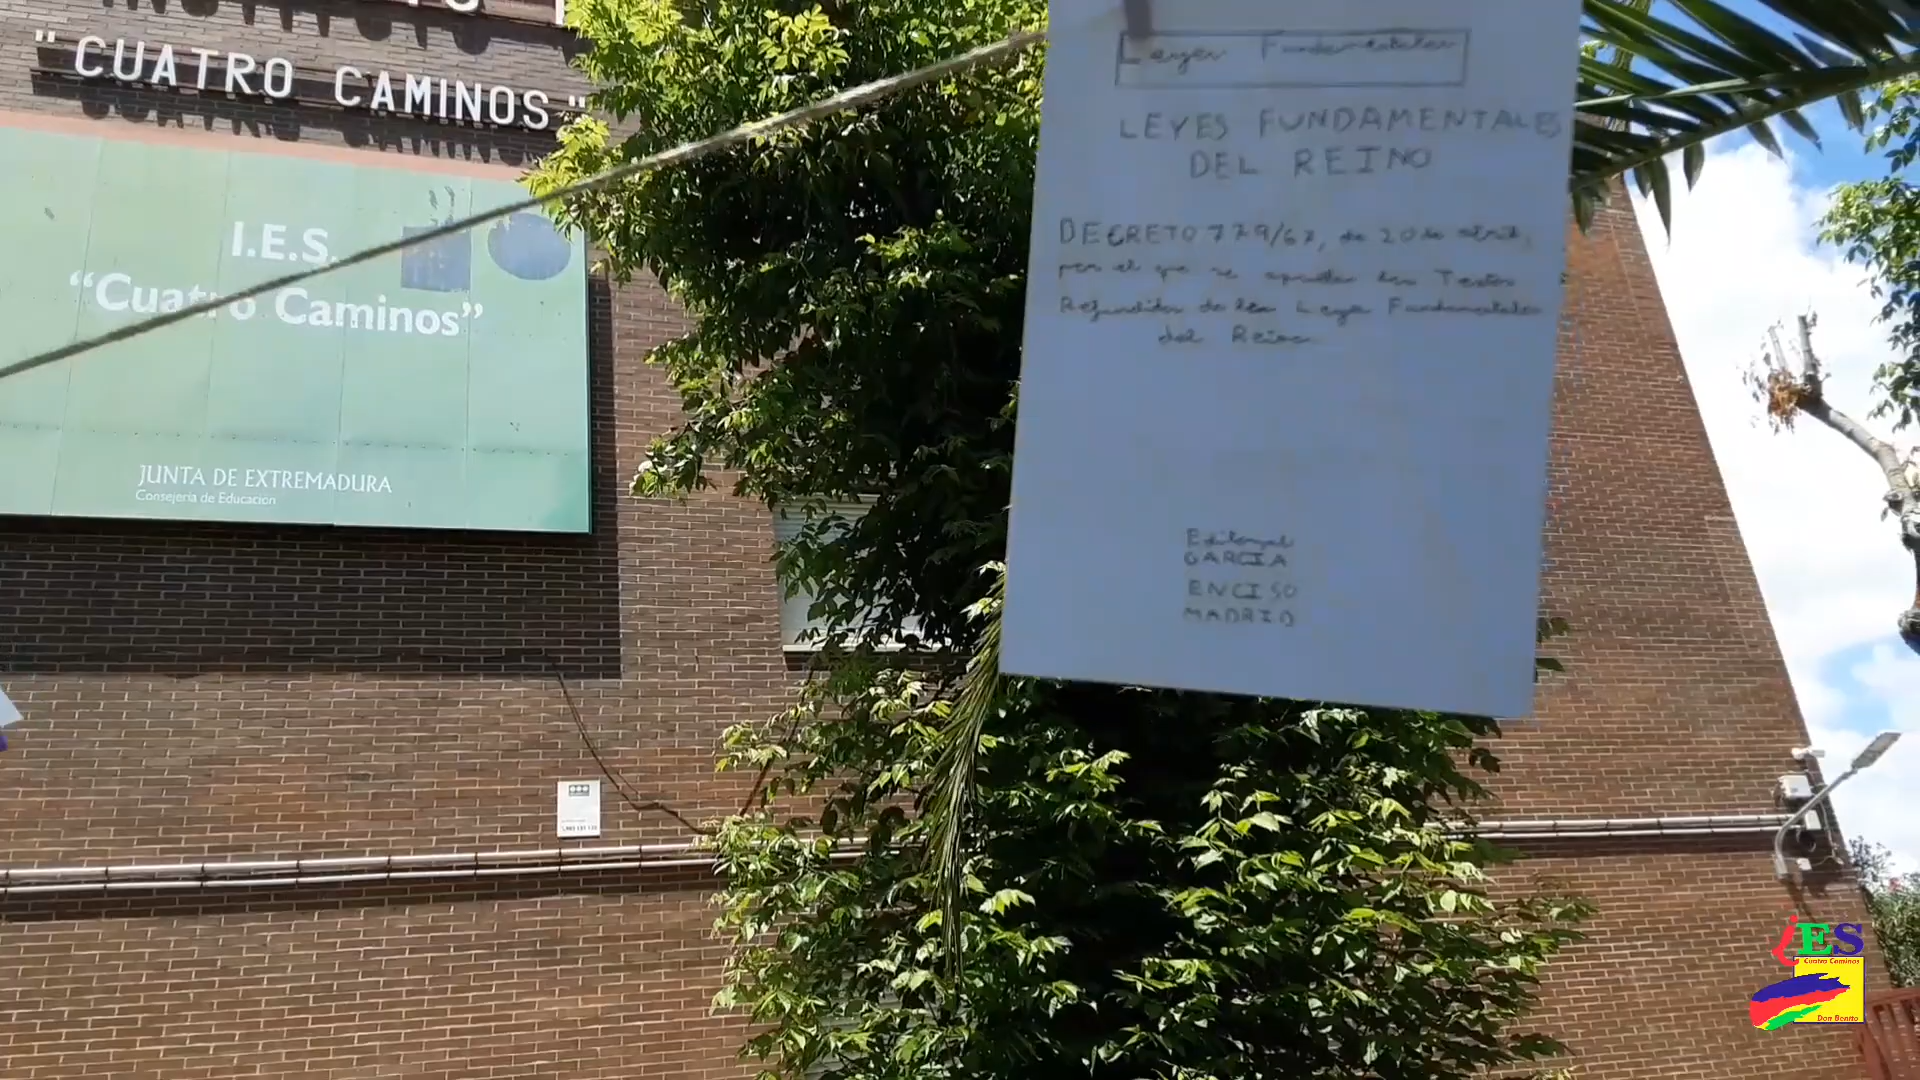 "CUATRO CAMINOS"
I.E.S.
"Cuatro Caminos"
JUNTA DE EXTREMADURA
Consejería de Educación
Leyes Fundamentales
LEYES FUNDAMENTALES
DEL REINO
DECRETO 779/67, de 20 de abril,
por el que se aprueban los Textos
Refundidos de las Leyes Fundamentales
del Reino
Editorial
GARCIA
ENCISO
MADRID
iES
Cuatro Caminos
Don Benito